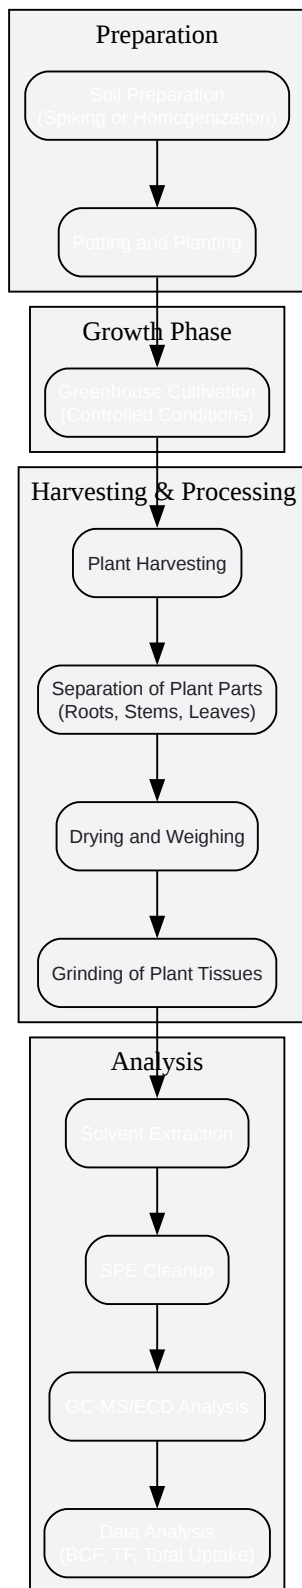 Preparation
Soil Preparation
(Spiking or Homogenization)
Potting and Planting
Growth Phase
Greenhouse Cultivation
(Controlled Conditions)
Harvesting & Processing
Plant Harvesting
Separation of Plant Parts
(Roots, Stems, Leaves)
Drying and Weighing
Grinding of Plant Tissues
Analysis
Solvent Extraction
SPE Cleanup
GC-MS/ECD Analysis
Data Analysis
(BCF, TF, Total Uptake)